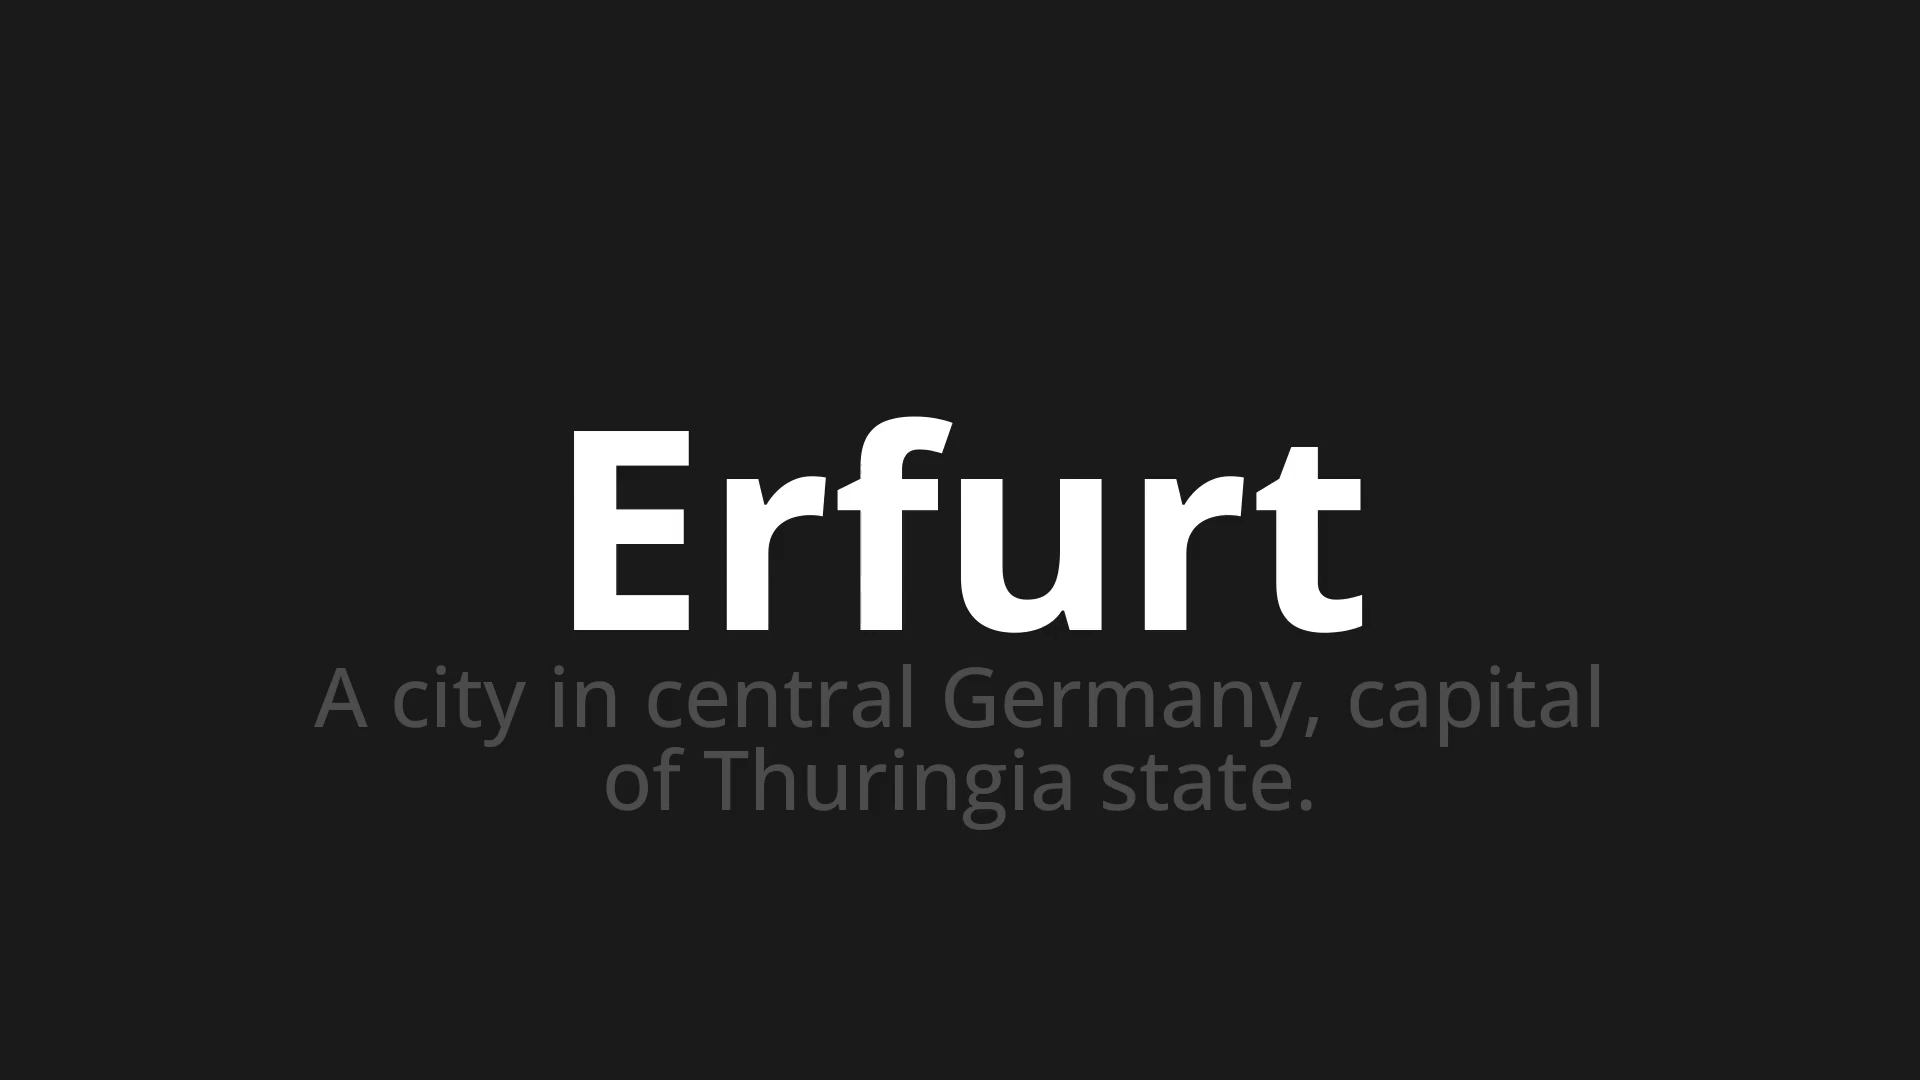 Erfurt
A city in central Germany, capital
of Thuringia state.